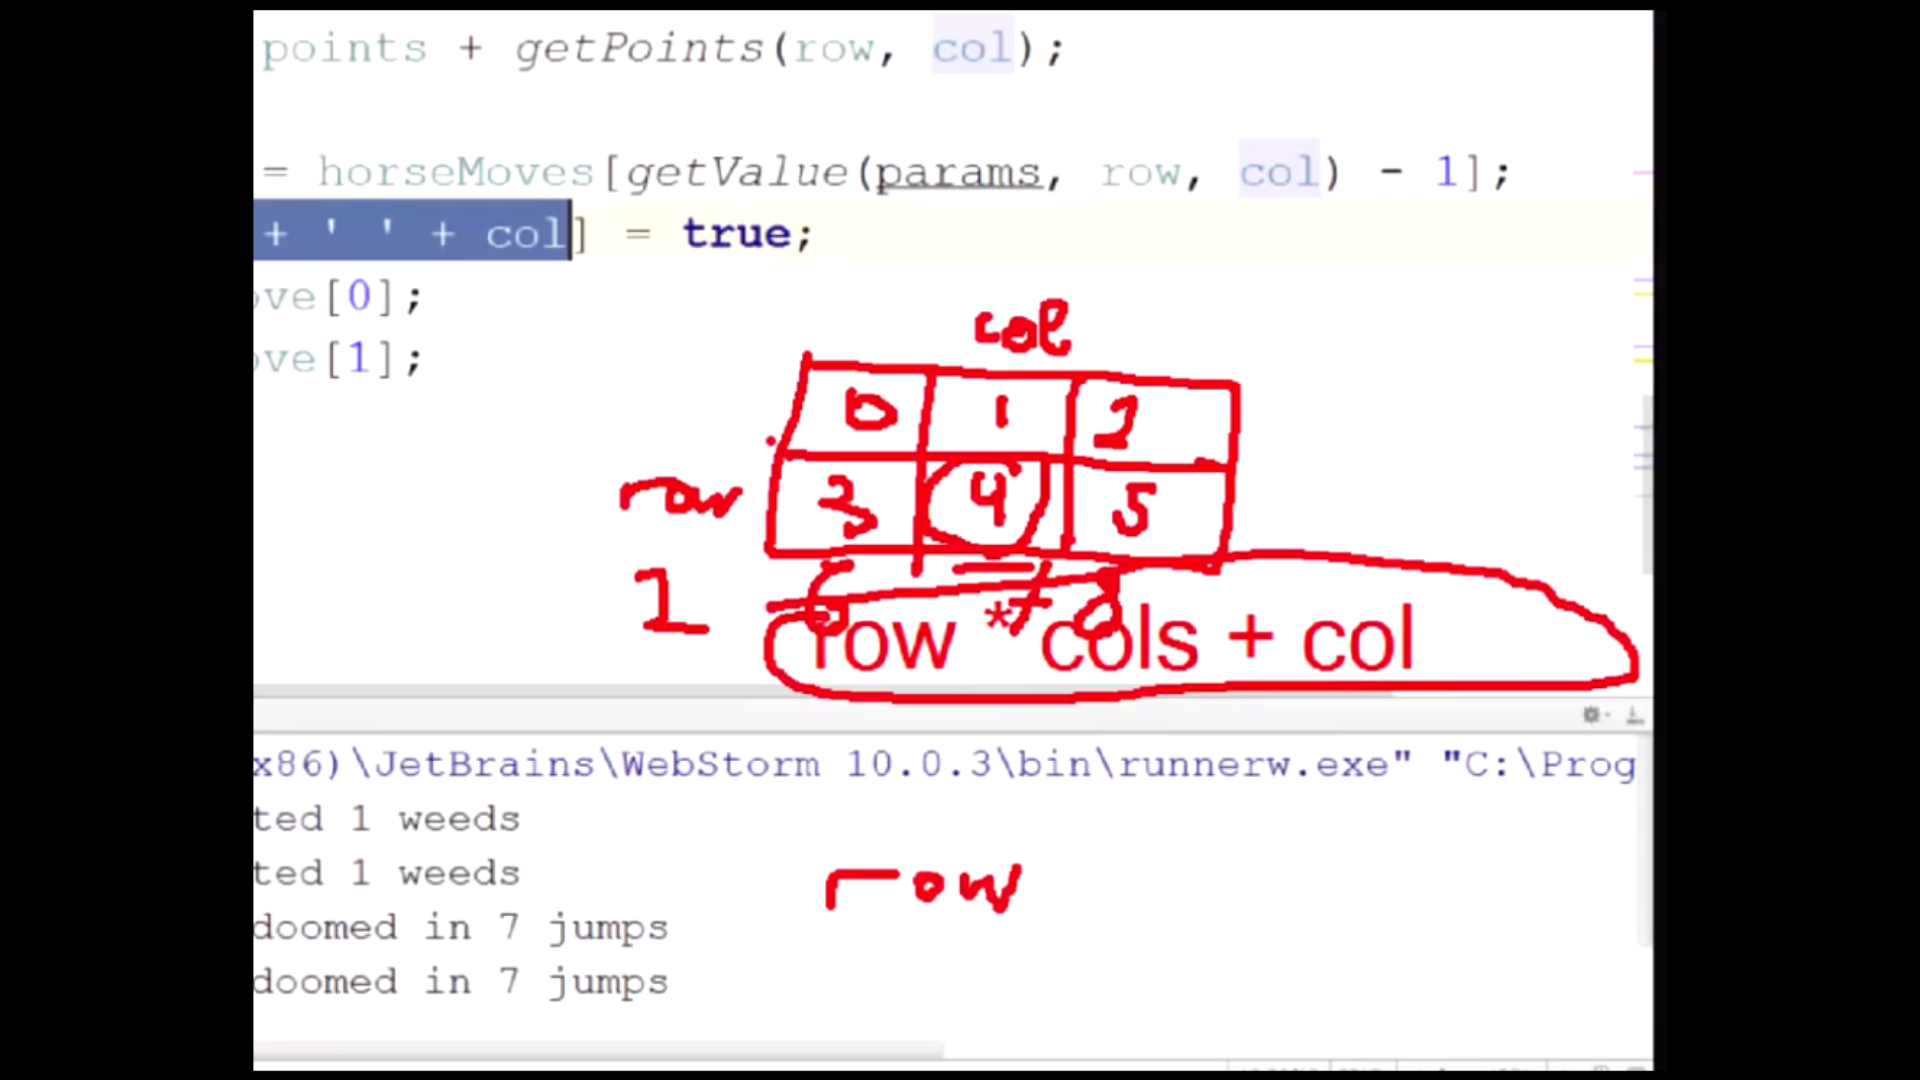 points + getPoints(row, col);
= horseMoves[getValue(params, row, col) - 1];
+ ' ' + col] = true;
ove[0];
ove[1];
col
0 1 2
row 3 4 5
1 6 7 8
row * cols + col
x86)\JetBrains\WebStorm 10.0.3\bin\runnerw.exe" "C:\Prog
ted 1 weeds
ted 1 weeds
row
doomed in 7 jumps
doomed in 7 jumps